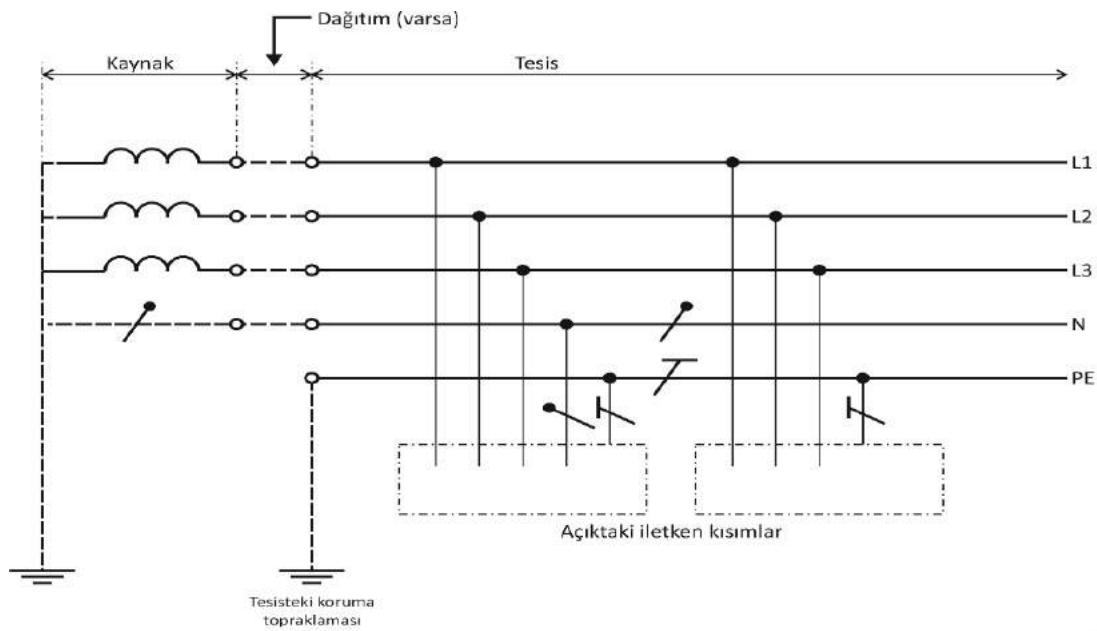 Dağıtım (varsa)
Kaynak
Tesis
L1
L2
L3
N
PE
Açıktaki iletken kısımlar
Tesisteki koruma
topraklaması